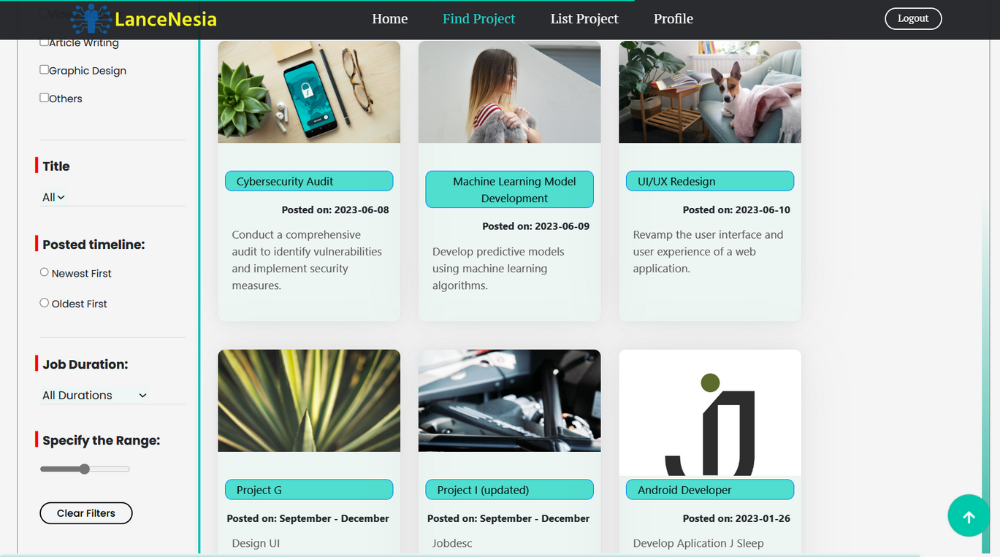 LanceNesia
Home
Find Project
List Project
Profile
Logout
Article Writing
Graphic Design
Others
Title
All
Posted timeline:
Newest First
Oldest First
Job Duration:
All Durations
Specify the Range:
Clear Filters
Cybersecurity Audit
Posted on: 2023-06-08
Conduct a comprehensive
audit to identify vulnerabilities
and implement security
measures.
Machine Learning Model
Development
Posted on: 2023-06-09
Develop predictive models
using machine learning
algorithms.
UI/UX Redesign
Posted on: 2023-06-10
Revamp the user interface and
user experience of a web
application.
Project G
Posted on: September - December
Design UI
Project I (updated)
Posted on: September - December
Jobdesc
Android Developer
Posted on: 2023-01-26
Develop Aplication J Sleep